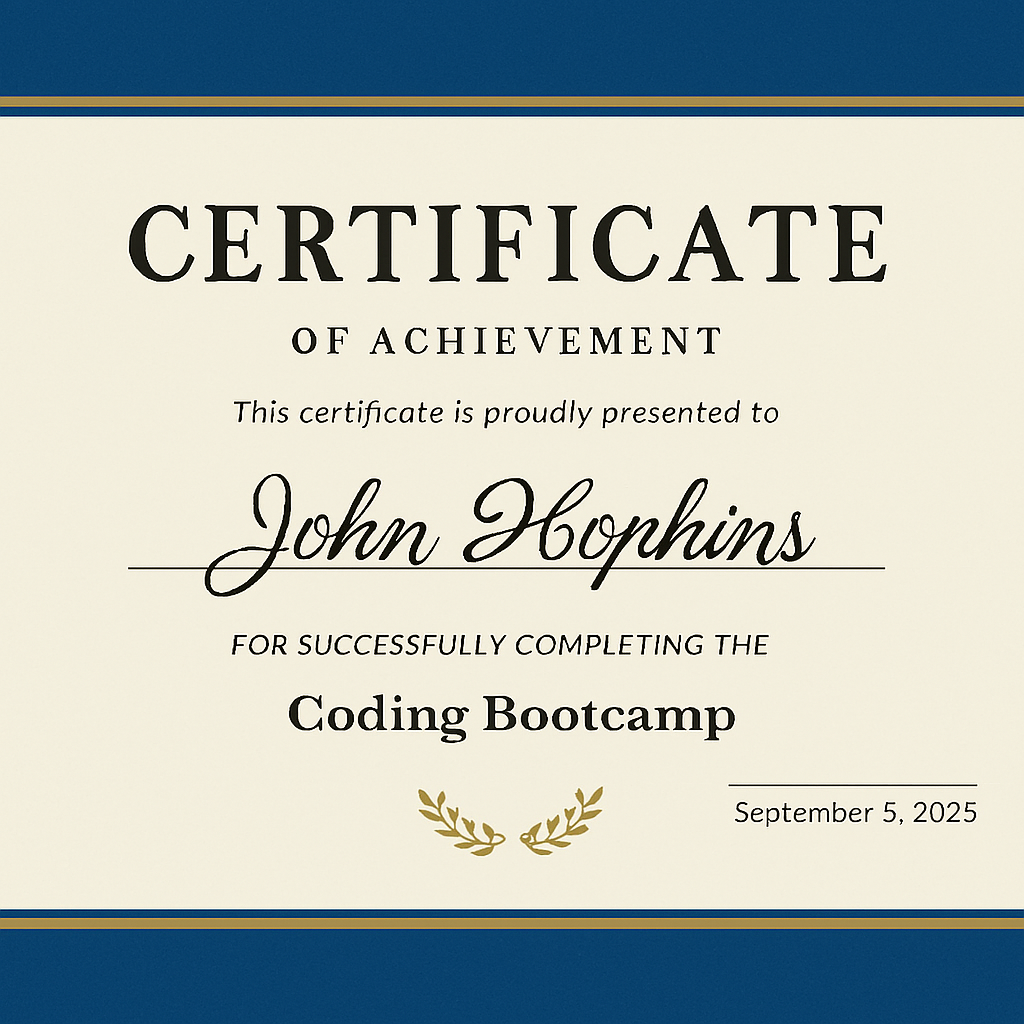 CERTIFICATE
OF ACHIEVEMENT
This certificate is proudly presented to
John Hophins
FOR SUCCESSFULLY COMPLETING THE
Coding Bootcamp
September 5, 2025